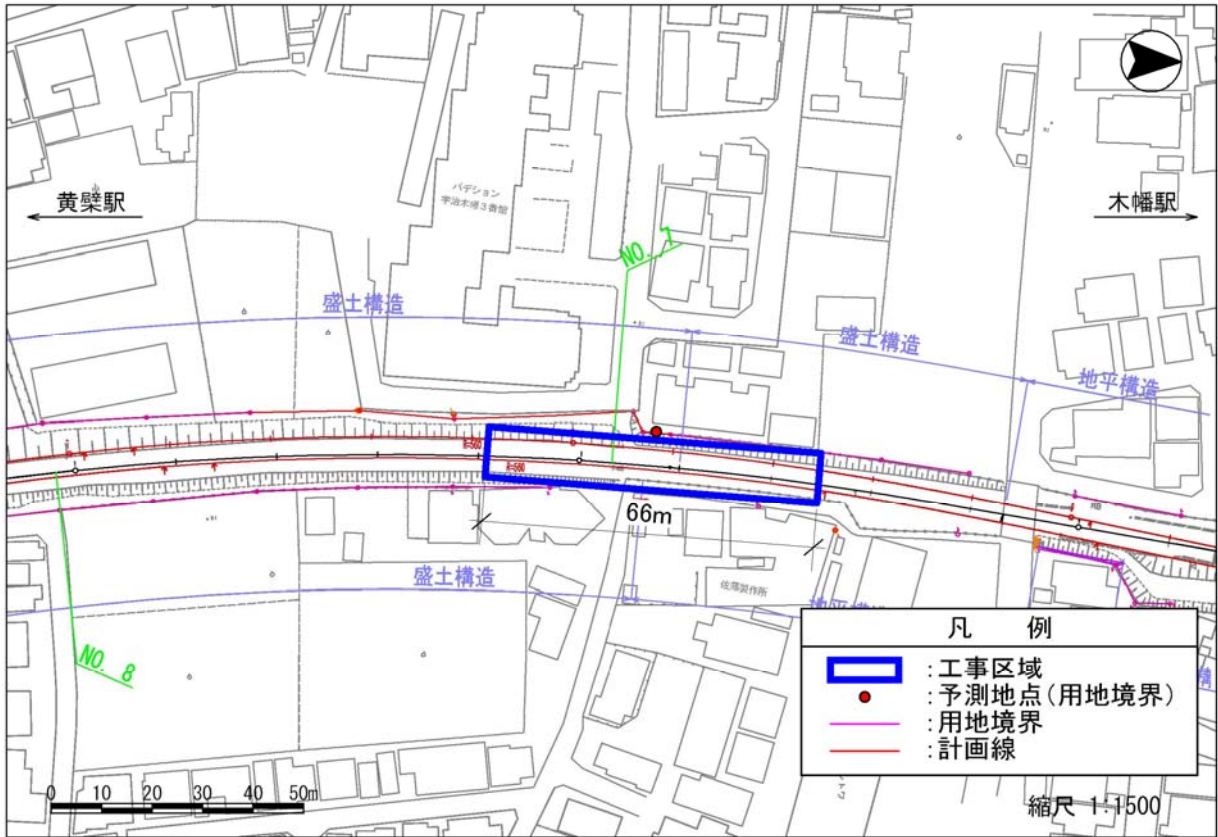 黄檗駅
木幡駅
パデション
宇治木幡3番館
NO. 7
盛土構造
盛土構造
地平構造
66m
盛土構造
佐隈製作所
NO. 8
凡 例
:工事区域
:予測地点(用地境界)
:用地境界
:計画線
0 10 20 30 40 50m
縮尺 1:1500